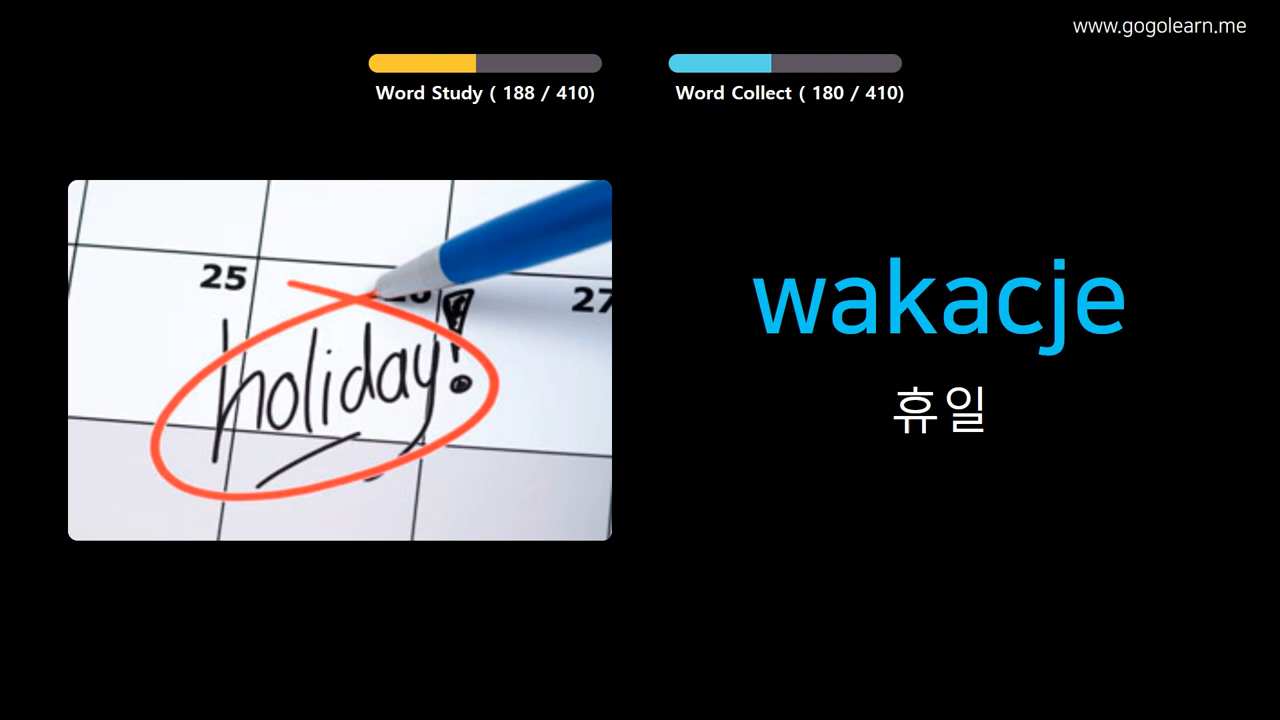 www.gogolearn.me
Word Study ( 188 / 410)
Word Collect ( 180 / 410)
25
27
holiday!
wakacje
휴일